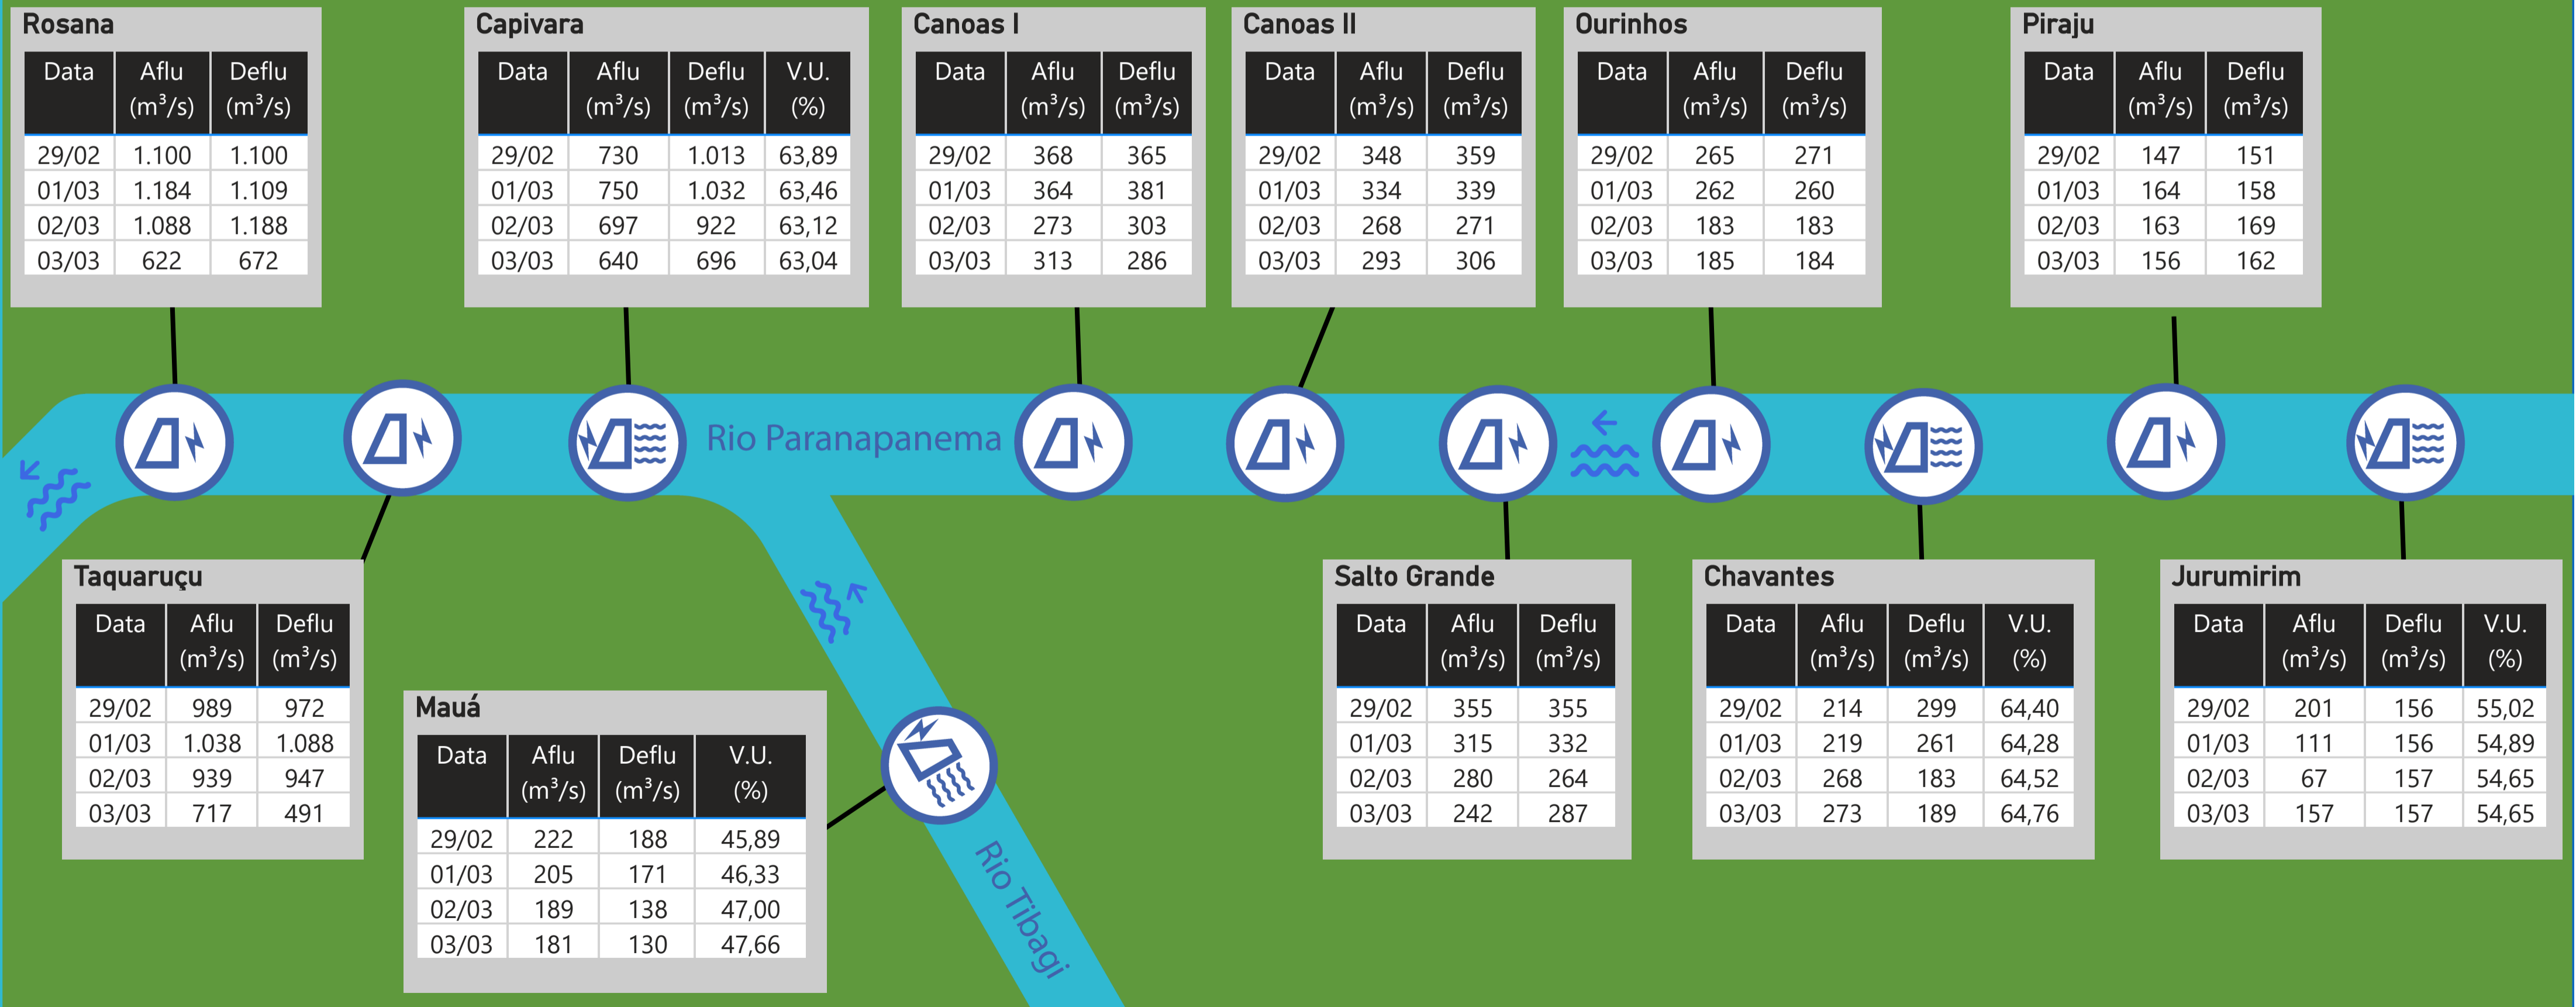 Rosana
Data Aflu (m³/s) Deflu (m³/s)
29/02 1.100 1.100
01/03 1.184 1.109
02/03 1.088 1.188
03/03 622 672
Capivara
Data Aflu (m³/s) Deflu (m³/s) V.U. (%)
29/02 730 1.013 63,89
01/03 750 1.032 63,46
02/03 697 922 63,12
03/03 640 696 63,04
Canoas I
Data Aflu (m³/s) Deflu (m³/s)
29/02 368 365
01/03 364 381
02/03 273 303
03/03 313 286
Canoas II
Data Aflu (m³/s) Deflu (m³/s)
29/02 348 359
01/03 334 339
02/03 268 271
03/03 293 306
Ourinhos
Data Aflu (m³/s) Deflu (m³/s)
29/02 265 271
01/03 262 260
02/03 183 183
03/03 185 184
Piraju
Data Aflu (m³/s) Deflu (m³/s)
29/02 147 151
01/03 164 158
02/03 163 169
03/03 156 162
Rio Paranapanema
Taquaruçu
Data Aflu (m³/s) Deflu (m³/s)
29/02 989 972
01/03 1.038 1.088
02/03 939 947
03/03 717 491
Mauá
Data Aflu (m³/s) Deflu (m³/s) V.U. (%)
29/02 222 188 45,89
01/03 205 171 46,33
02/03 189 138 47,00
03/03 181 130 47,66
Rio Tibagi
Salto Grande
Data Aflu (m³/s) Deflu (m³/s)
29/02 355 355
01/03 315 332
02/03 280 264
03/03 242 287
Chavantes
Data Aflu (m³/s) Deflu (m³/s) V.U. (%)
29/02 214 299 64,40
01/03 219 261 64,28
02/03 268 183 64,52
03/03 273 189 64,76
Jurumirim
Data Aflu (m³/s) Deflu (m³/s) V.U. (%)
29/02 201 156 55,02
01/03 111 156 54,89
02/03 67 157 54,65
03/03 157 157 54,65